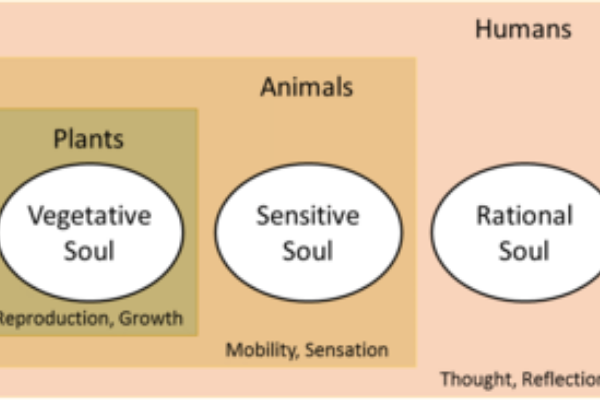 Humans
Animals
Plants
Vegetative
Soul
Sensitive
Soul
Rational
Soul
Reproduction, Growth
Mobility, Sensation
Thought, Reflection